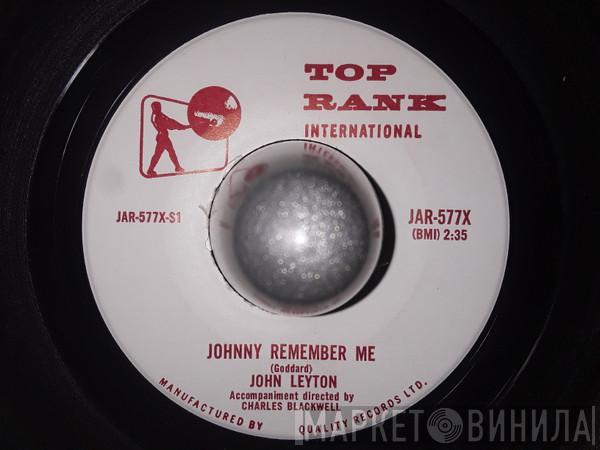 TOP
RANK
INTERNATIONAL
JAR-577X-S1
JAR-577X
(BMI) 2:35
JOHNNY REMEMBER ME
(Goddard)
JOHN LEYTON
Accompaniment directed by
CHARLES BLACKWELL
MANUFACTURED BY QUALITY RECORDS LTD.
МАРКЕТ ВИНИЛА